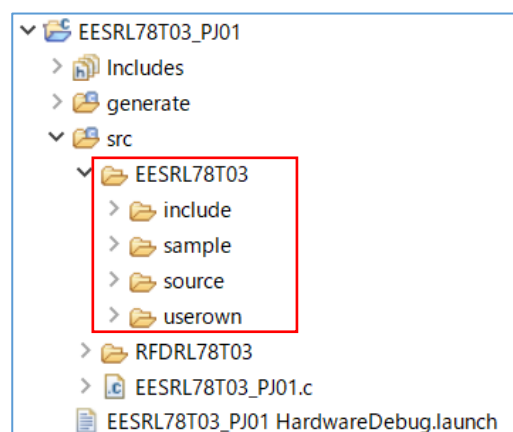 EESRL78T03_PJ01
Includes
generate
src
EESRL78T03
include
sample
source
userown
RFDRL78T03
EESRL78T03_PJ01.c
EESRL78T03_PJ01 HardwareDebug.launch